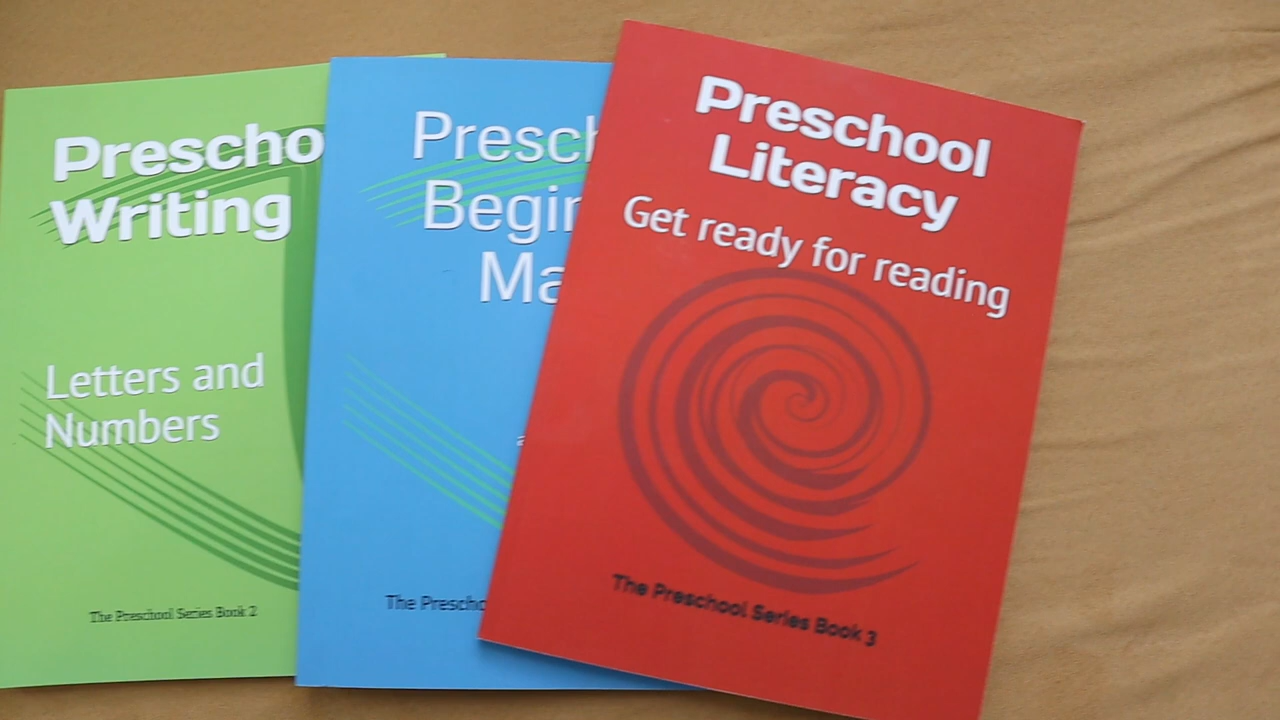 Prescho
Writing
Letters and
Numbers
The Preschool Series Book 2
Presch
Begin
Ma
a
The Prescho
Preschool
Literacy
Get ready for reading
The Preschool Series Book 3